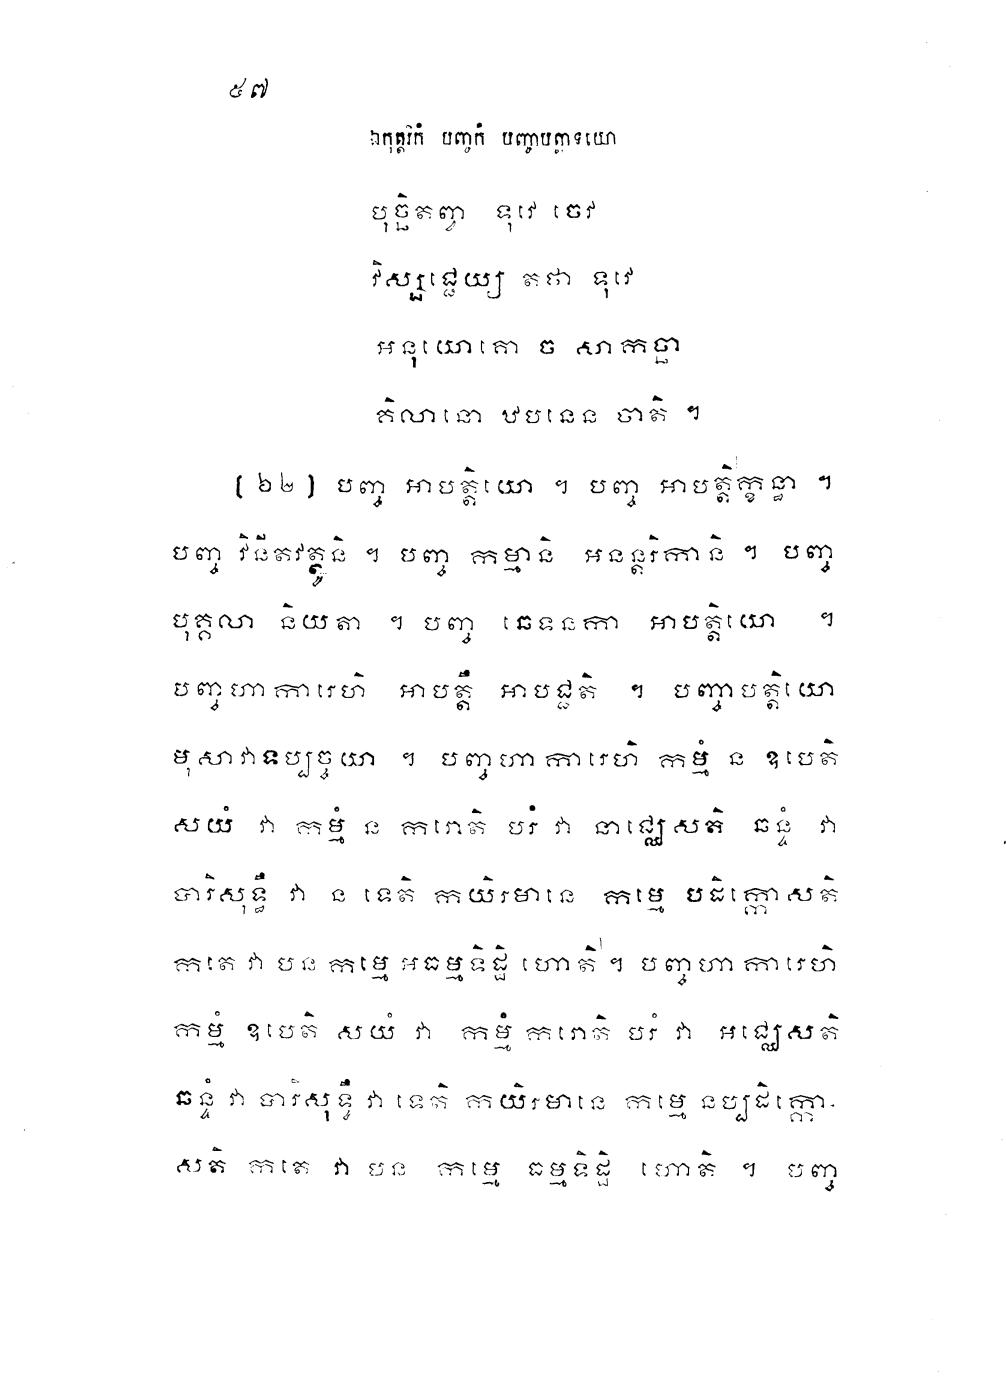 ៥៧
ឯកុត្តរិកំ បញ្ចកំ បញ្ចាបត្តាទយោ
បុច្ឆិតញ្ច ទុវេ ចេវ
វិស្សជ្ជេយ្យ តថា ទុវេ
អនុយោគោ ច សាកច្ឆា
គិលានោ ឋបនេន ចាតិ ។
(៦២) បញ្ច អាបត្តិយោ ។ បញ្ច អាបត្តិក្ខន្ធា ។
បញ្ច វិនីតវត្ថូនិ ។ បញ្ច កម្មានិ អនន្តរិកានិ ។ បញ្ច
បុគ្គលា និយតា ។ បញ្ច ឆេទនកា អាបត្តិយោ ។
បញ្ចហាការេហិ អាបត្តឹ អាបជ្ជតិ ។ បញ្ចាបត្តិយោ
មុសាវាទប្បច្ចយា ។ បញ្ចហាការេហិ កម្មំ ន ឧបេតិ
សយំ វា កម្មំ ន ករោតិ បរំ វា នាជ្ឈេសតិ ឆន្ទំ វា
បារិសុទ្ធឹ វា ន ទេតិ កយិរមានេ កម្មេ បដិក្កោសតិ
កតេ វា បន កម្មេ អធម្មទិដ្ឋិ ហោតិ ។ បញ្ចហាការេហិ
កម្មំ ឧបេតិ សយំ វា កម្មំ ករោតិ បរំ វា អជ្ឈេសតិ
ឆន្ទំ វា បារិសុទ្ធឹ វា ទេតិ កយិរមានេ កម្មេ នប្បដិក្កោ-
សតិ កតេ វា បន កម្មេ ធម្មទិដ្ឋិ ហោតិ ។ បញ្ច